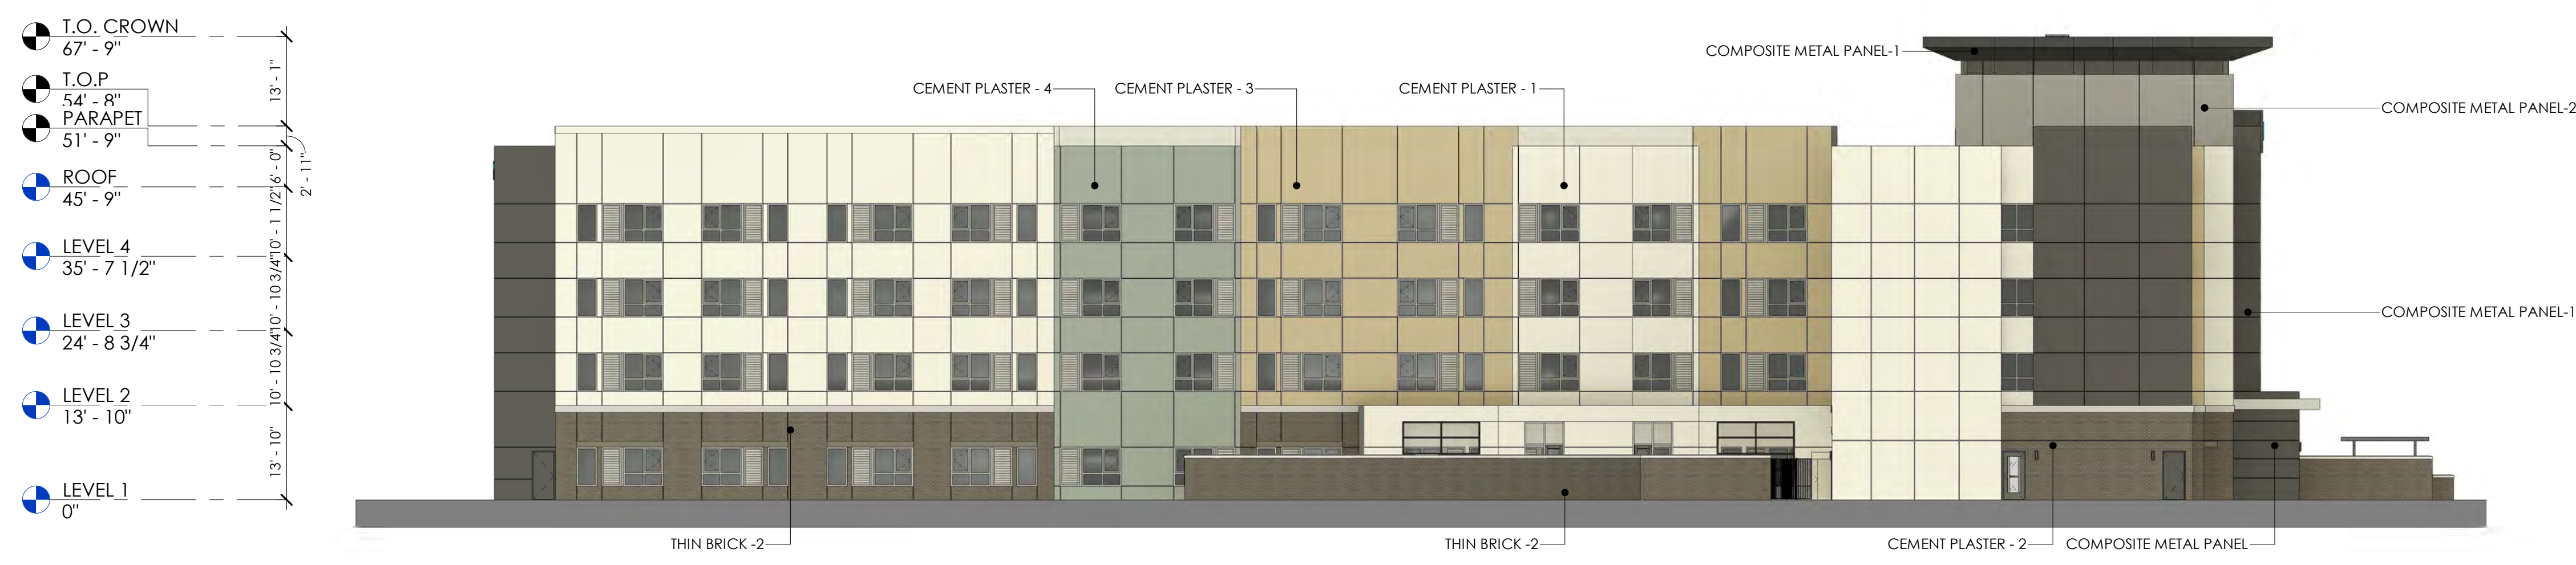 T.O. CROWN
67' - 9"
T.O.P
54' - 8"
PARAPET
51' - 9"
ROOF
45' - 9"
LEVEL 4
35' - 7 1/2"
LEVEL 3
24' - 8 3/4"
LEVEL 2
13' - 10"
LEVEL 1
0"
13' - 1"
2' - 11"
6' - 0"
10' - 1 1/2"
10' - 10 3/4"
10' - 10 3/4"
13' - 10"
CEMENT PLASTER - 4
CEMENT PLASTER - 3
CEMENT PLASTER - 1
COMPOSITE METAL PANEL-1
COMPOSITE METAL PANEL-2
COMPOSITE METAL PANEL-1
THIN BRICK -2
THIN BRICK -2
CEMENT PLASTER - 2
COMPOSITE METAL PANEL